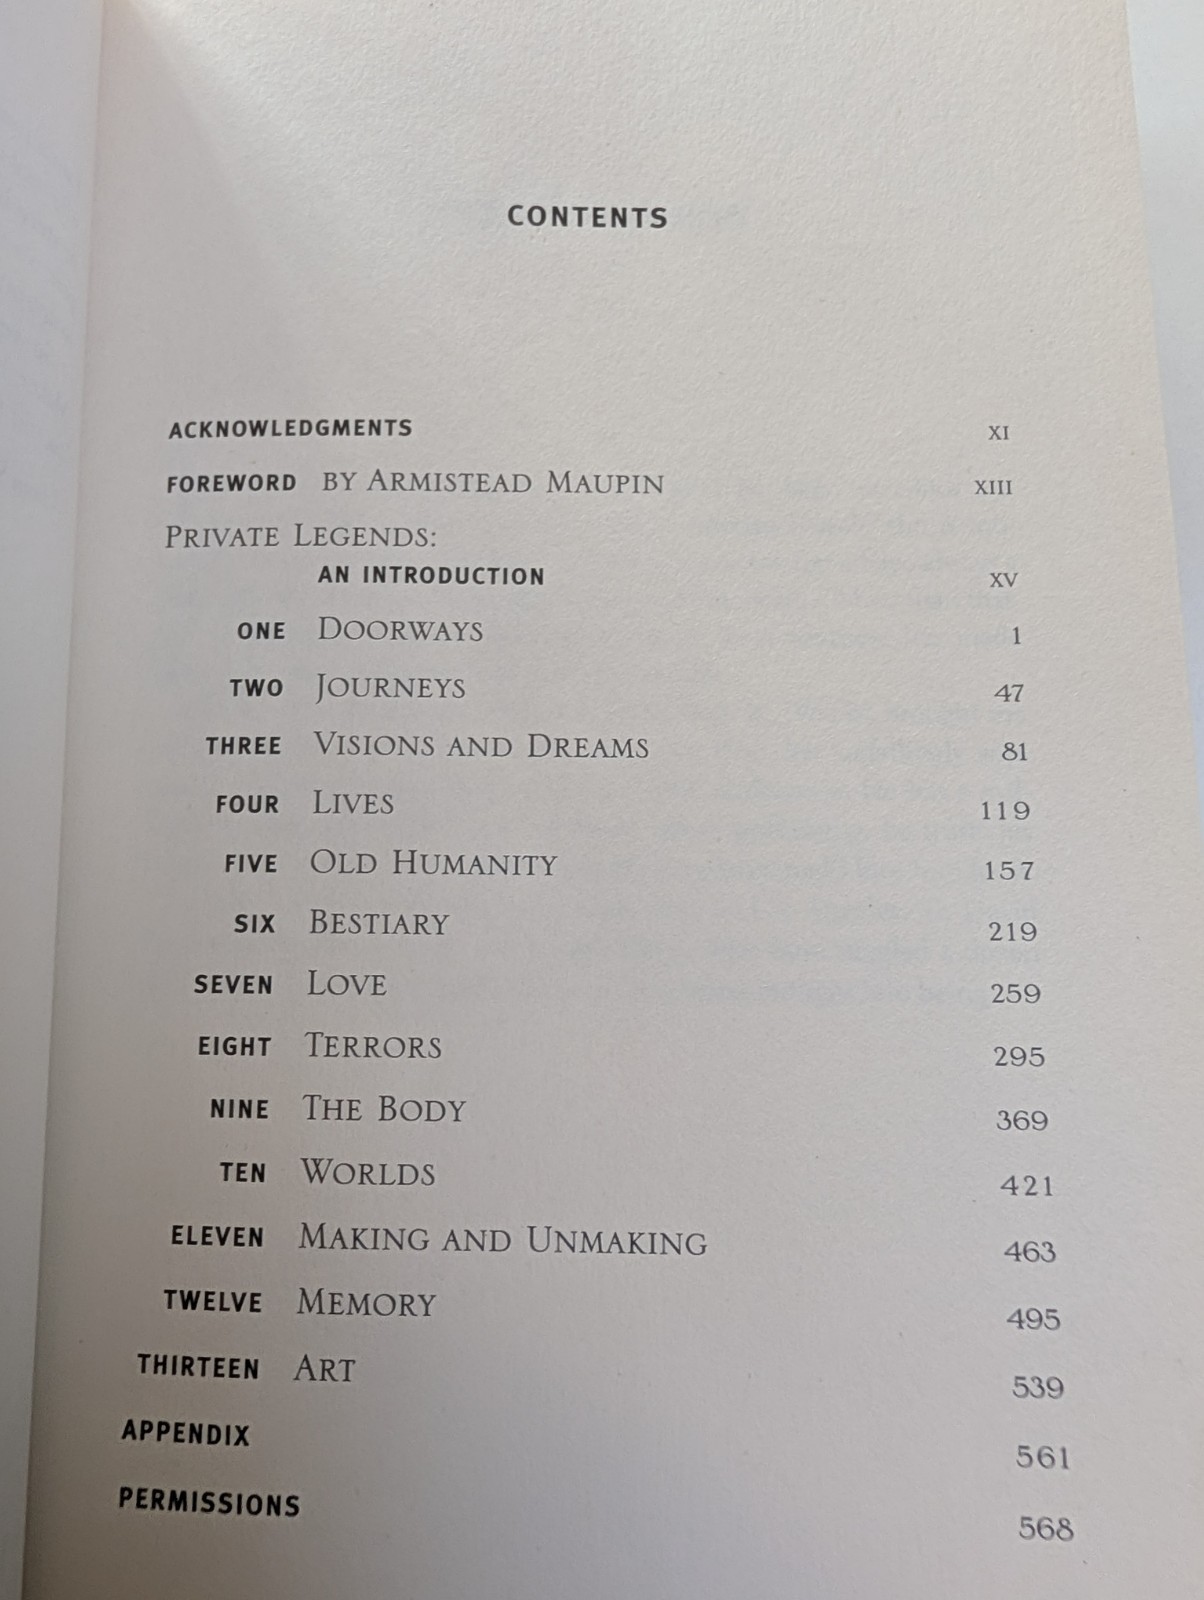 CONTENTS
ACKNOWLEDGMENTS XI
FOREWORD BY ARMISTEAD MAUPIN XIII
PRIVATE LEGENDS:
AN INTRODUCTION XV
ONE DOORWAYS 1
TWO JOURNEYS 47
THREE VISIONS AND DREAMS 81
FOUR LIVES 119
FIVE OLD HUMANITY 157
SIX BESTIARY 219
SEVEN LOVE 259
EIGHT TERRORS 295
NINE THE BODY 369
TEN WORLDS 421
ELEVEN MAKING AND UNMAKING 463
TWELVE MEMORY 495
THIRTEEN ART 539
APPENDIX 561
PERMISSIONS 568